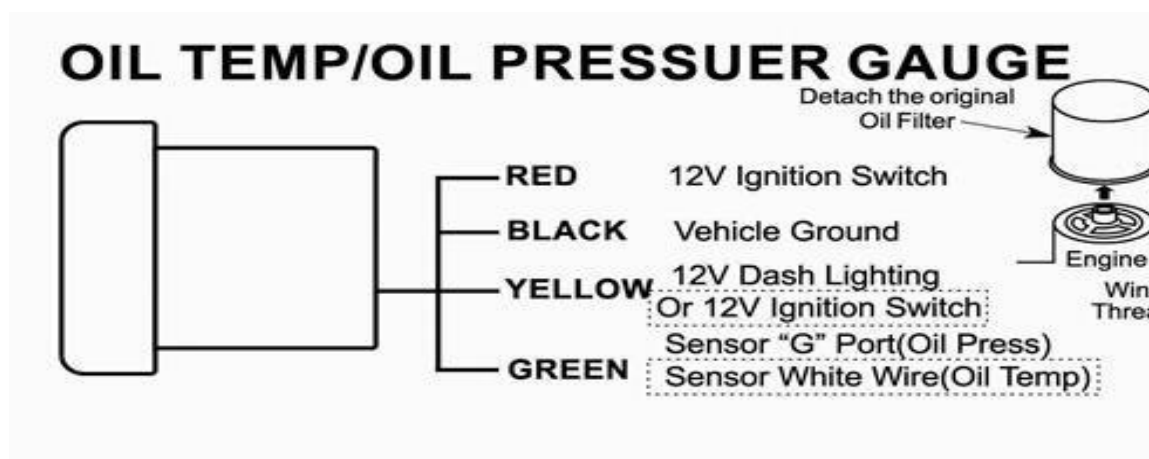 OIL TEMP/OIL PRESSUER GAUGE
Detach the original
Oil Filter
RED 12V Ignition Switch
BLACK Vehicle Ground
YELLOW 12V Dash Lighting
Or 12V Ignition Switch
GREEN Sensor “G” Port(Oil Press)
Sensor White Wire(Oil Temp)
Engine